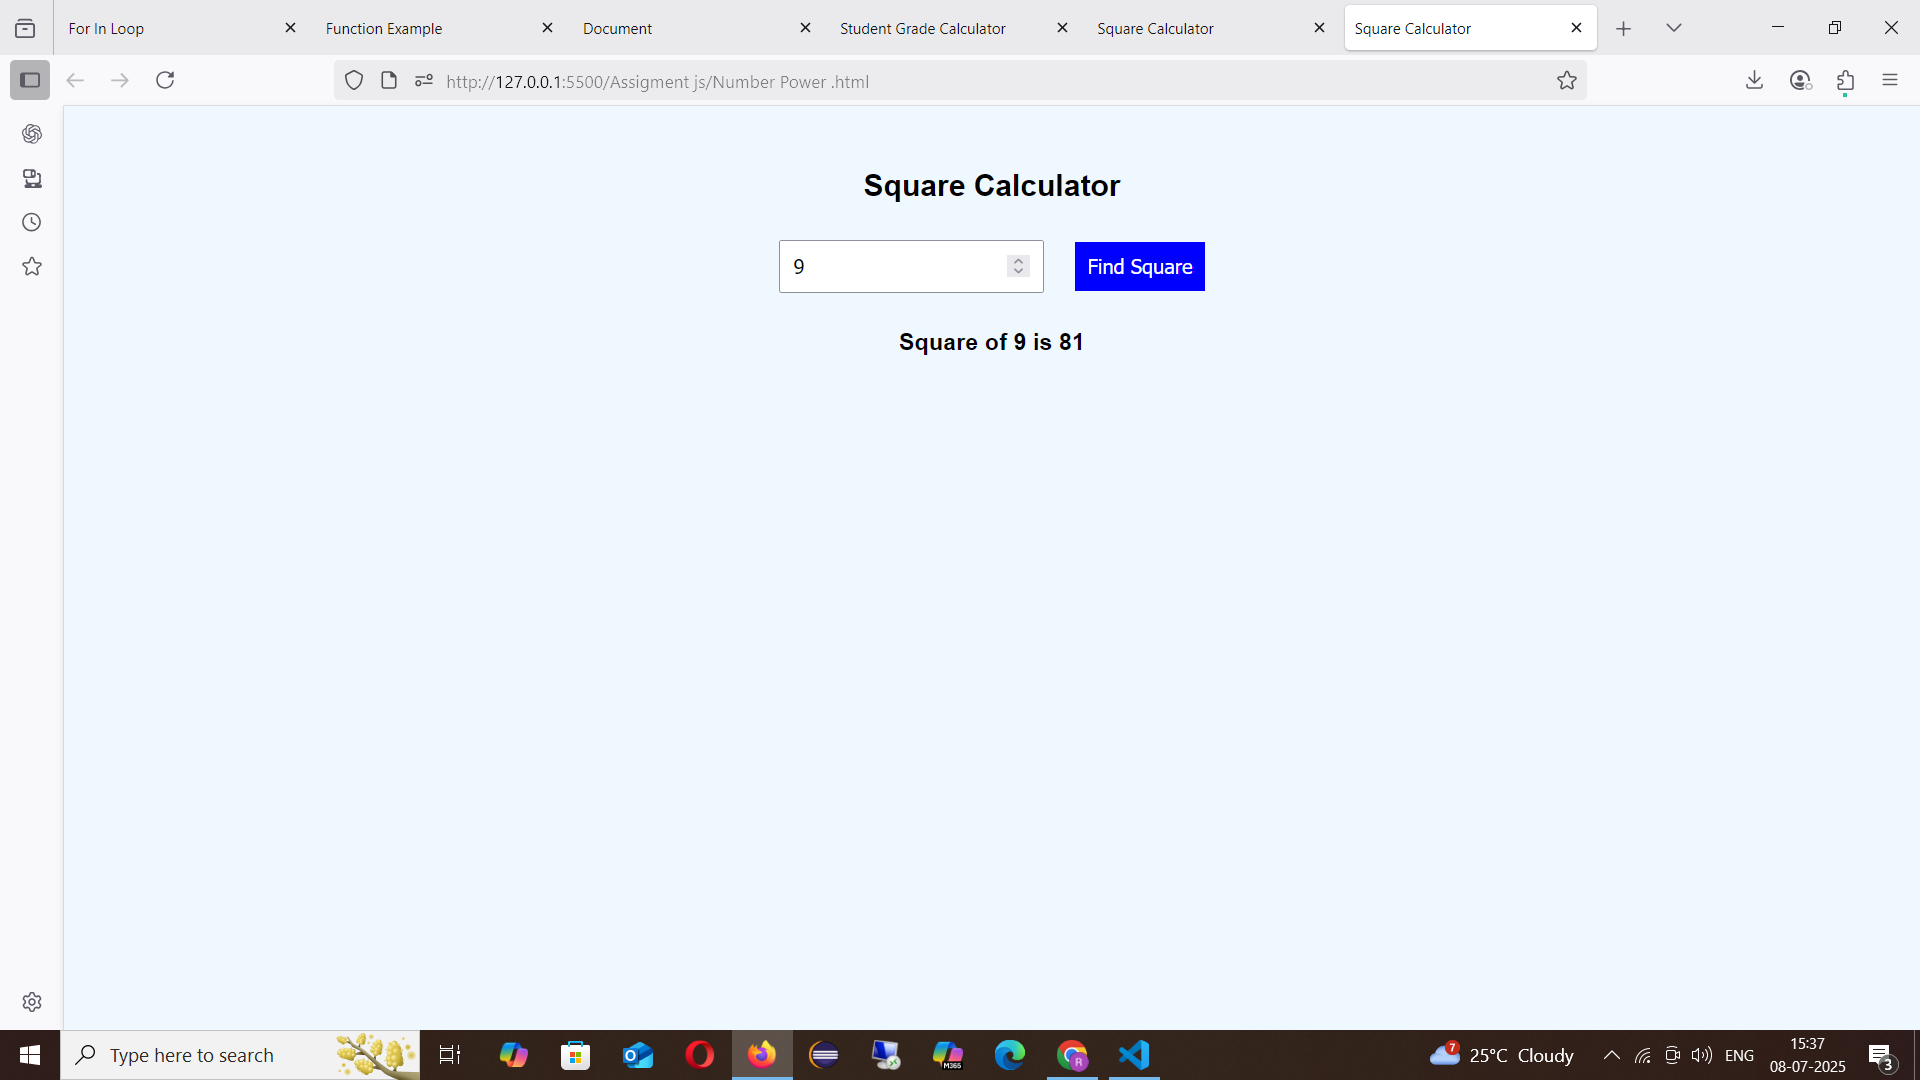 For In Loop
Function Example
Document
Student Grade Calculator
Square Calculator
Square Calculator
http://127.0.0.1:5500/Assigment js/Number Power .html
Square Calculator
9
Find Square
Square of 9 is 81
Type here to search
M365
R
7
25°C Cloudy
ENG
15:37
08-07-2025
3